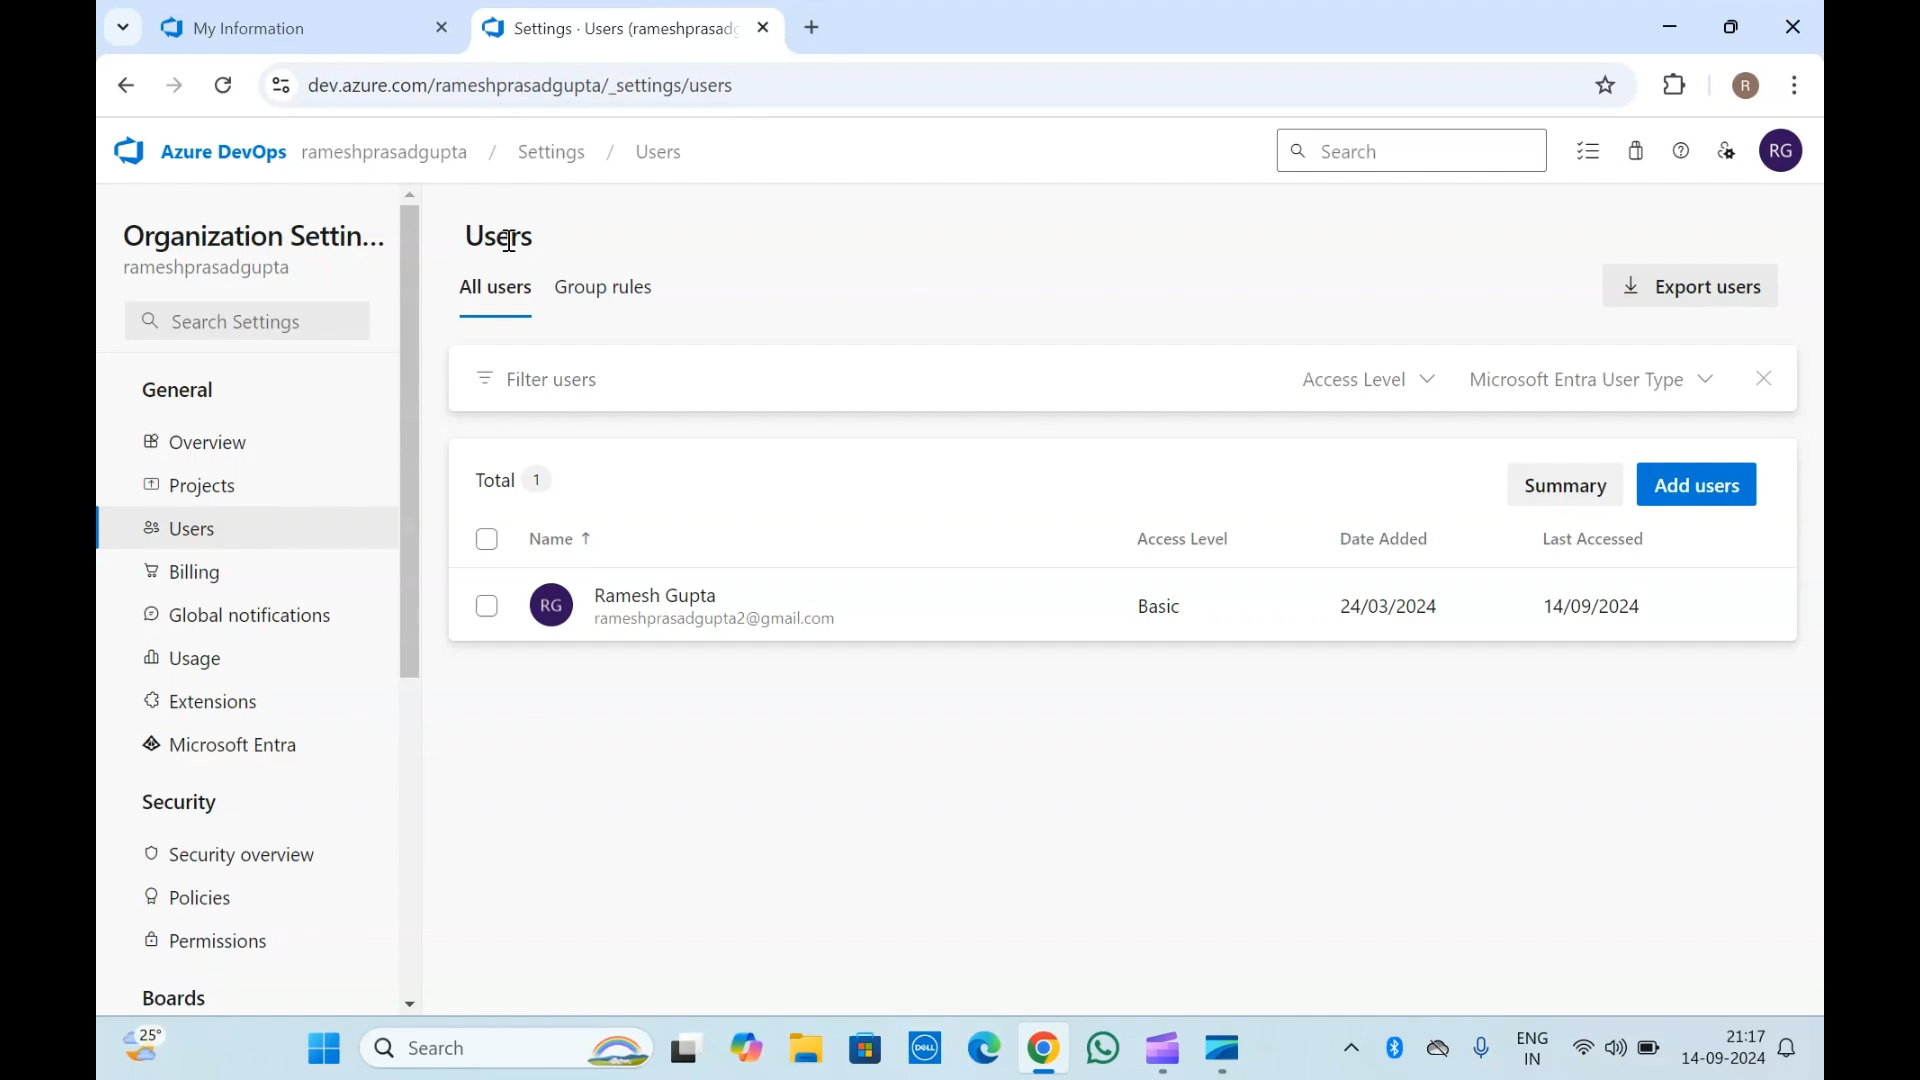 My Information
Settings · Users (rameshprasadg
dev.azure.com/rameshprasadgupta/_settings/users
R
Azure DevOps rameshprasadgupta / Settings / Users
Search
RG
Organization Settin...
rameshprasadgupta
Search Settings
General
Overview
Projects
Users
Billing
Global notifications
Usage
Extensions
Microsoft Entra
Security
Security overview
Policies
Permissions
Boards
Users
All users Group rules
Export users
Filter users
Access Level Microsoft Entra User Type
Total 1
Summary Add users
Name Access Level Date Added Last Accessed
RG Ramesh Gupta Basic 24/03/2024 14/09/2024
rameshprasadgupta2@gmail.com
25°
Search
DELL
ENG
IN
21:17
14-09-2024